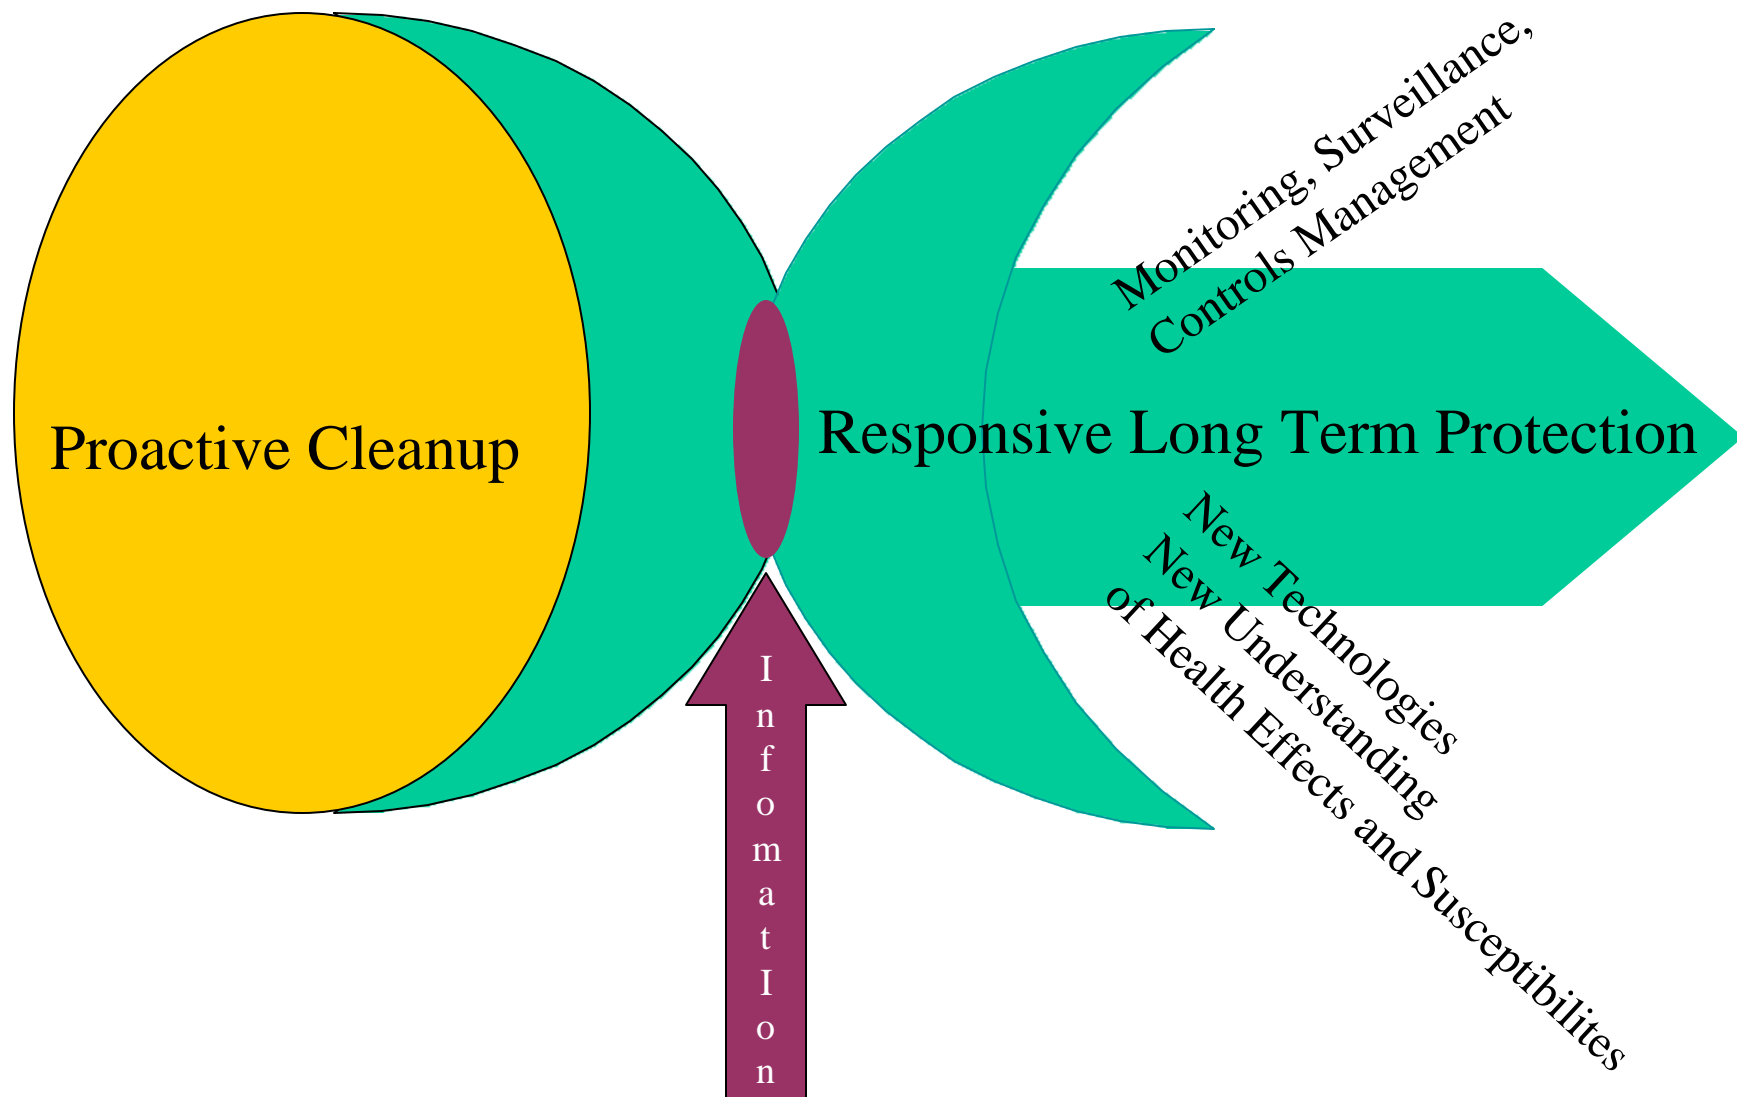 Monitoring, Surveillance,
Controls Management
Proactive Cleanup
Responsive Long Term Protection
New Technologies
New Understanding
of Health Effects and Susceptibilites
I
n
f
o
m
a
t
I
o
n